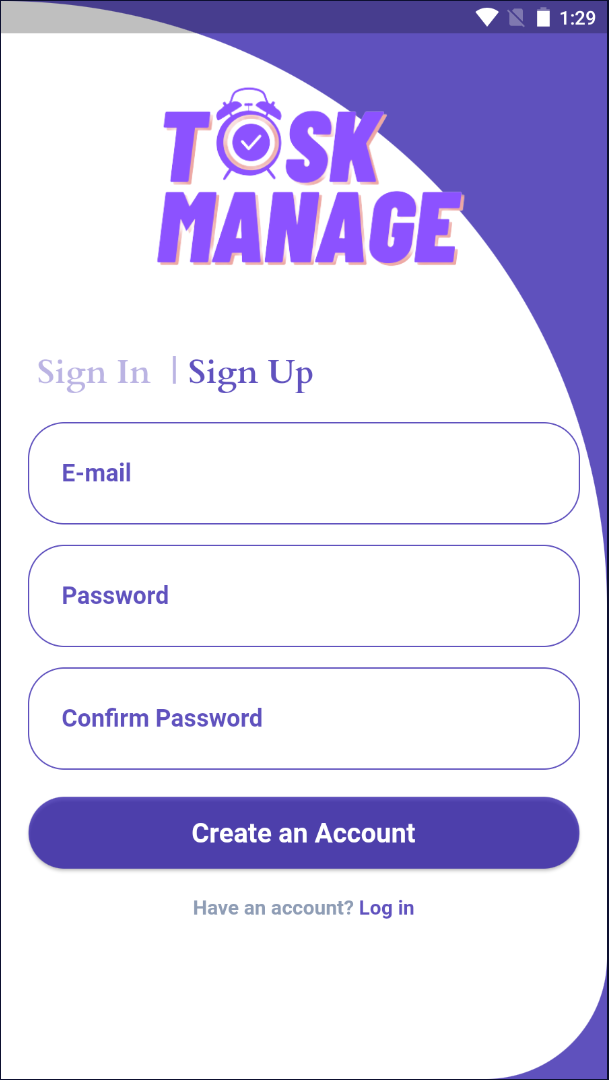 1:29
T SK
MANAGE
Sign In | Sign Up
E-mail
Password
Confirm Password
Create an Account
Have an account? Log in